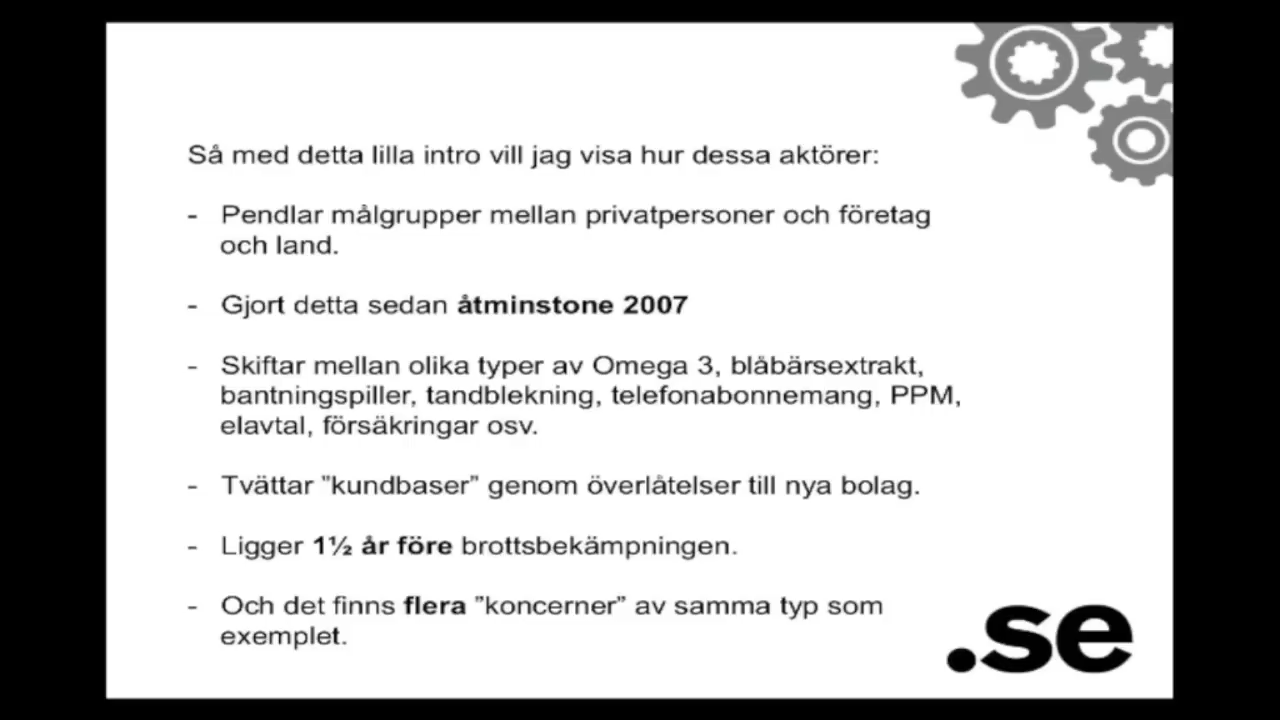 Så med detta lilla intro vill jag visa hur dessa aktörer:
- Pendlar målgrupper mellan privatpersoner och företag
och land.
- Gjort detta sedan åtminstone 2007
- Skiftar mellan olika typer av Omega 3, blåbärsextrakt,
bantningspiller, tandblekning, telefonabonnemang, PPM,
elavtal, försäkringar osv.
- Tvättar ”kundbaser” genom överlåtelser till nya bolag.
- Ligger 1½ år före brottsbekämpningen.
- Och det finns flera ”koncerner” av samma typ som
exemplet.
.se